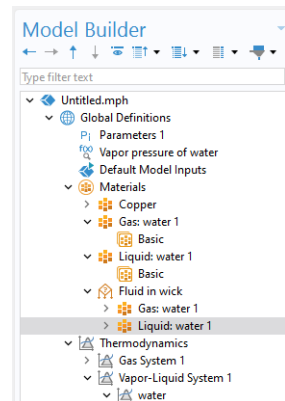 Model Builder
Type filter text
Untitled.mph
Global Definitions
Pi Parameters 1
f(x) Vapor pressure of water
Default Model Inputs
Materials
Copper
Gas: water 1
Basic
Liquid: water 1
Basic
Fluid in wick
Gas: water 1
Liquid: water 1
Thermodynamics
Gas System 1
Vapor-Liquid System 1
water